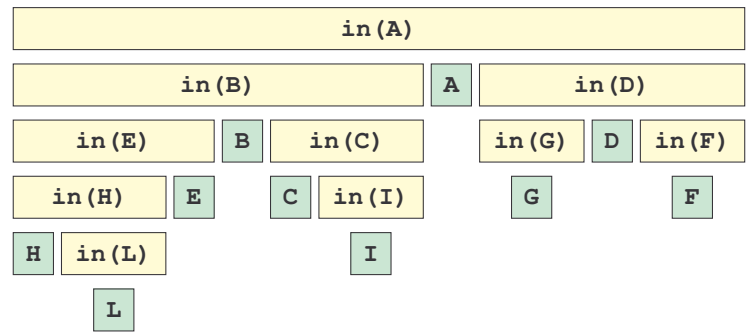 in(A)
in(B) A in(D)
in(E) B in(C) in(G) D in(F)
in(H) E C in(I) G F
H in(L) I
L